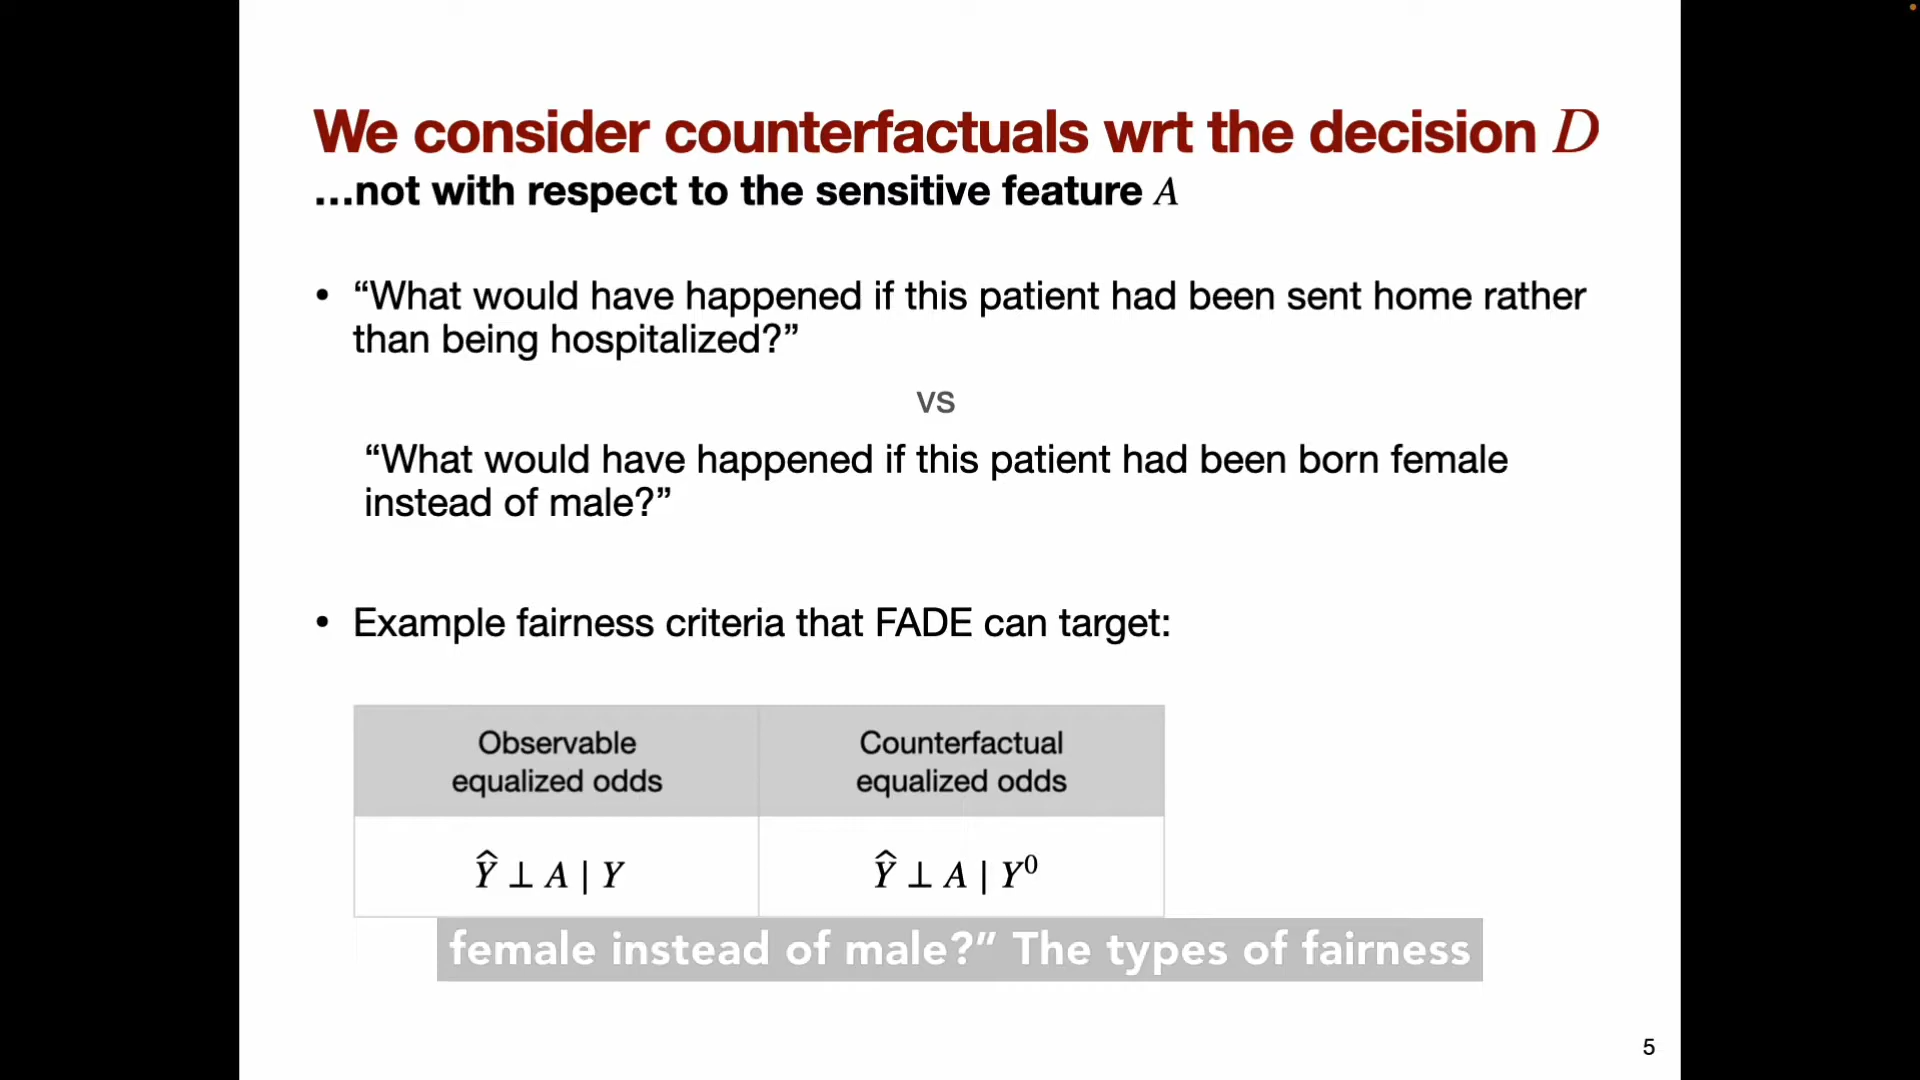 We consider counterfactuals wrt the decision D
…not with respect to the sensitive feature A
• “What would have happened if this patient had been sent home rather
than being hospitalized?”
vs
“What would have happened if this patient had been born female
instead of male?”
• Example fairness criteria that FADE can target:
Observable
equalized odds
Counterfactual
equalized odds
Ŷ ⊥ A | Y
Ŷ ⊥ A | Y⁰
female instead of male?” The types of fairness
5